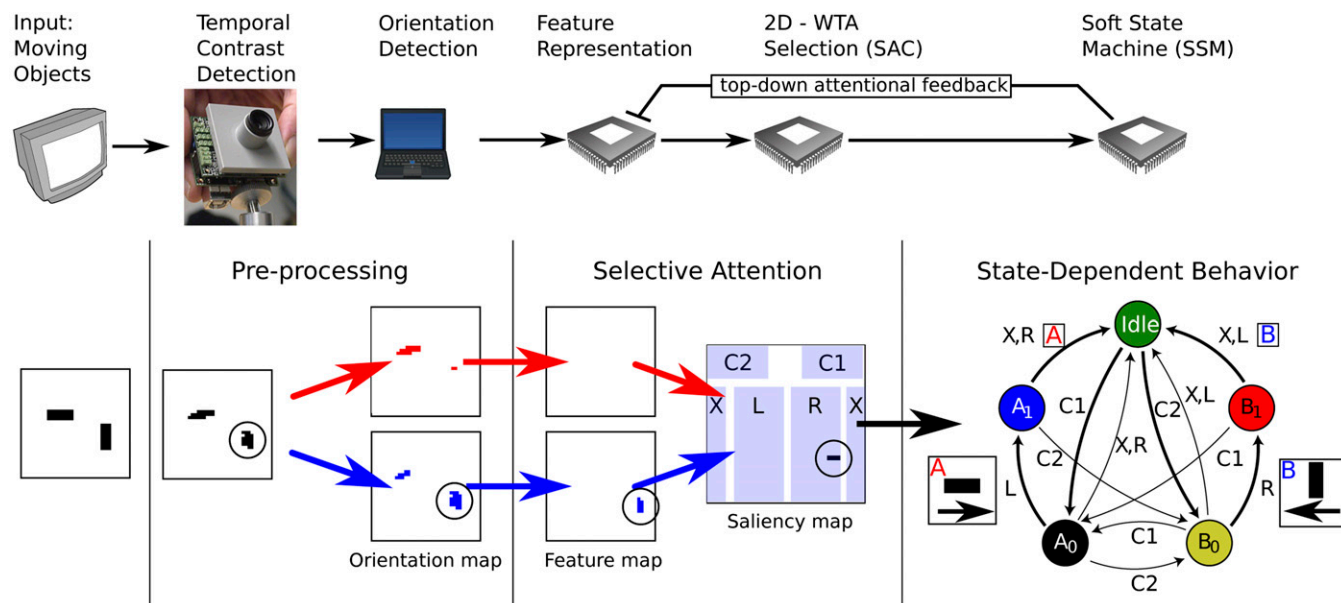 Input:
Moving
Objects
Temporal
Contrast
Detection
Orientation
Detection
Feature
Representation
2D - WTA
Selection (SAC)
Soft State
Machine (SSM)
top-down attentional feedback
Pre-processing
Selective Attention
State-Dependent Behavior
Orientation map
Feature map
C2
C1
X
L
R
X
Saliency map
Idle
X,R A
X,L B
A1
B1
C1
C2
X,L
X,R
C2
C1
A
L
R
B
A0
B0
C1
C2